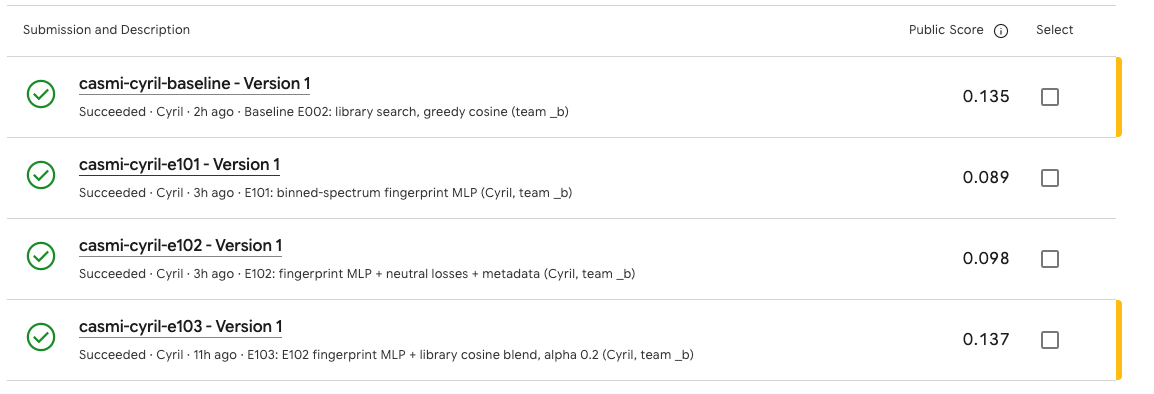 Submission and Description Public Score Select
casmi-cyril-baseline - Version 1
Succeeded · Cyril · 2h ago · Baseline E002: library search, greedy cosine (team _b)
0.135
casmi-cyril-e101 - Version 1
Succeeded · Cyril · 3h ago · E101: binned-spectrum fingerprint MLP (Cyril, team _b)
0.089
casmi-cyril-e102 - Version 1
Succeeded · Cyril · 3h ago · E102: fingerprint MLP + neutral losses + metadata (Cyril, team _b)
0.098
casmi-cyril-e103 - Version 1
Succeeded · Cyril · 11h ago · E103: E102 fingerprint MLP + library cosine blend, alpha 0.2 (Cyril, team _b)
0.137